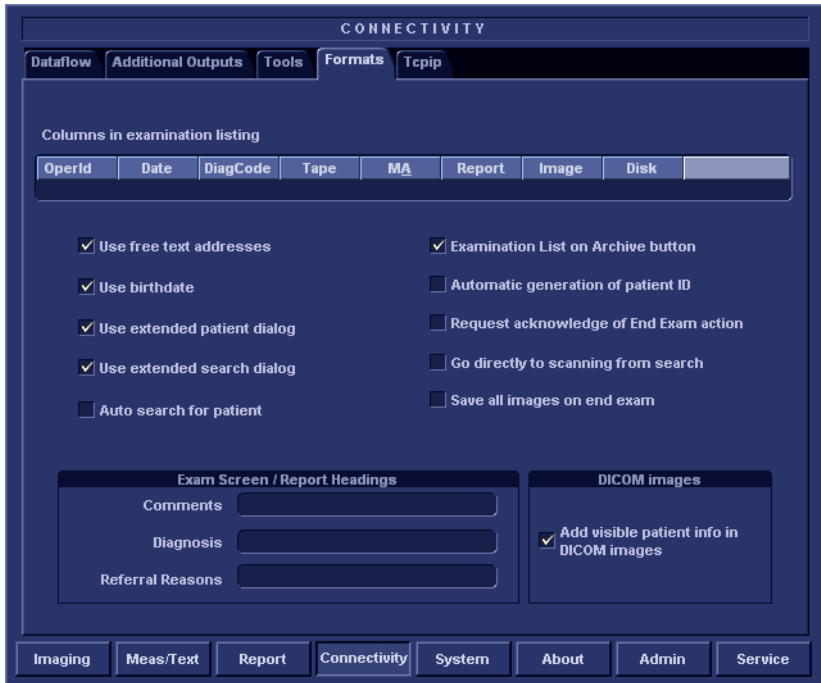 CONNECTIVITY
Dataflow Additional Outputs Tools Formats Tcpip
Columns in examination listing
OperId Date DiagCode Tape MA Report Image Disk
Use free text addresses
Use birthdate
Use extended patient dialog
Use extended search dialog
Auto search for patient
Examination List on Archive button
Automatic generation of patient ID
Request acknowledge of End Exam action
Go directly to scanning from search
Save all images on end exam
Exam Screen / Report Headings
Comments
Diagnosis
Referral Reasons
DICOM images
Add visible patient info in
DICOM images
Imaging Meas/Text Report Connectivity System About Admin Service